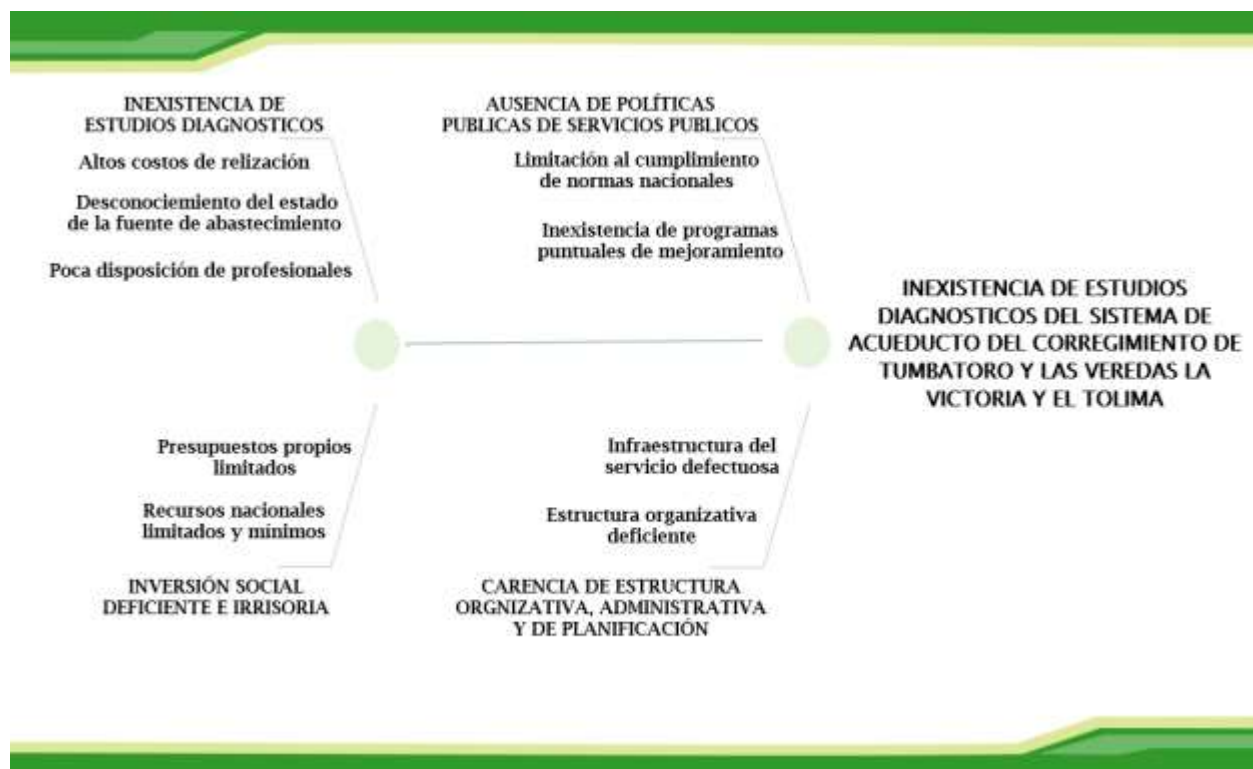 INEXISTENCIA DE
ESTUDIOS DIAGNOSTICOS
Altos costos de relización
Desconociemiento del estado
de la fuente de abastecimiento
Poca disposición de profesionales
AUSENCIA DE POLÍTICAS
PUBLICAS DE SERVICIOS PUBLICOS
Limitación al cumplimiento
de normas nacionales
Inexistencia de programas
puntuales de mejoramiento
INEXISTENCIA DE ESTUDIOS
DIAGNOSTICOS DEL SISTEMA DE
ACUEDUCTO DEL CORREGIMIENTO DE
TUMBATORO Y LAS VEREDAS LA
VICTORIA Y EL TOLIMA
Presupuestos propios
limitados
Recursos nacionales
limitados y mínimos
INVERSIÓN SOCIAL
DEFICIENTE E IRRISORIA
Infraestructura del
servicio defectuosa
Estructura organizativa
deficiente
CARENCIA DE ESTRUCTURA
ORGNIZATIVA, ADMINISTRATIVA
Y DE PLANIFICACIÓN